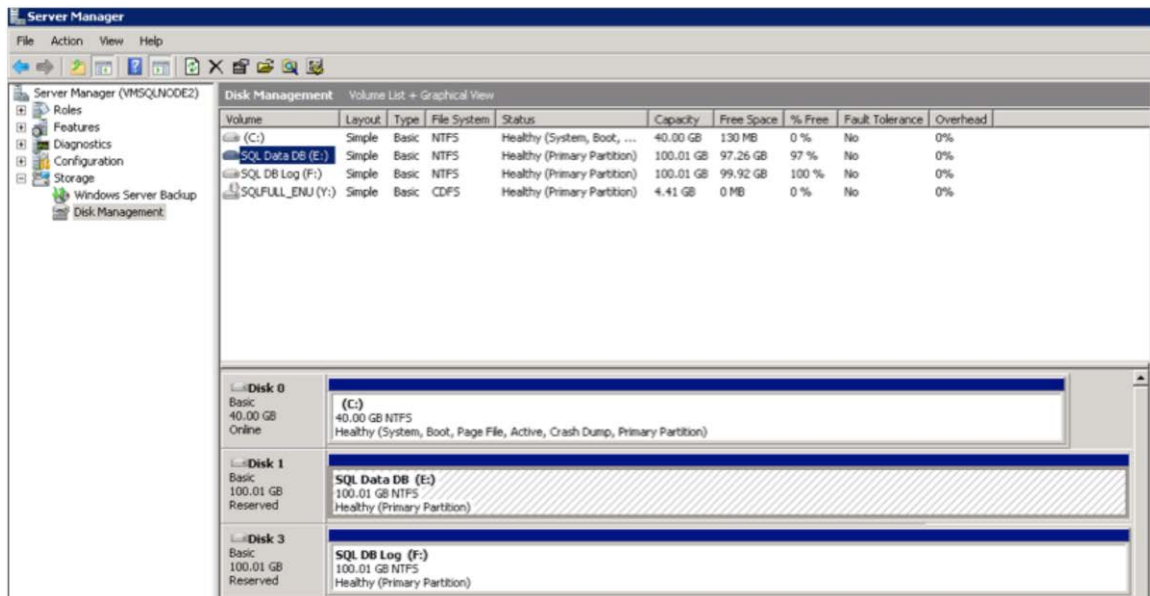 Server Manager
File Action View Help
Server Manager (VMSQLNODE2)
Roles
Features
Diagnostics
Configuration
Storage
Windows Server Backup
Disk Management
Disk Management Volume List + Graphical View
Volume Layout Type File System Status Capacity Free Space % Free Fault Tolerance Overhead
(C:) Simple Basic NTFS Healthy (System, Boot, ... 40.00 GB 130 MB 0 % No 0%
SQL Data DB (E:) Simple Basic NTFS Healthy (Primary Partition) 100.01 GB 97.26 GB 97 % No 0%
SQL DB Log (F:) Simple Basic NTFS Healthy (Primary Partition) 100.01 GB 99.92 GB 100 % No 0%
SQLFULL_ENU (Y:) Simple Basic CDFS Healthy (Primary Partition) 4.41 GB 0 MB 0 % No 0%
Disk 0
Basic
40.00 GB
Online
(C:)
40.00 GB NTFS
Healthy (System, Boot, Page File, Active, Crash Dump, Primary Partition)
Disk 1
Basic
100.01 GB
Reserved
SQL Data DB (E:)
100.01 GB NTFS
Healthy (Primary Partition)
Disk 3
Basic
100.01 GB
Reserved
SQL DB Log (F:)
100.01 GB NTFS
Healthy (Primary Partition)